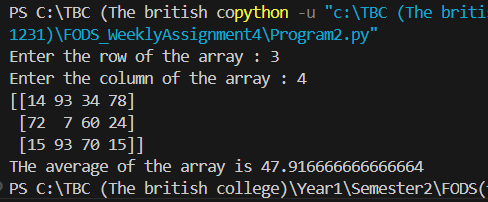 PS C:\TBC (The british copython -u "c:\TBC (The briti
1231)\FODS_WeeklyAssignment4\Program2.py"
Enter the row of the array : 3
Enter the column of the array : 4
[[14 93 34 78]
 [72  7 60 24]
 [15 93 70 15]]
THe average of the array is 47.916666666666664
PS C:\TBC (The british college)\Year1\Semester2\FODS(